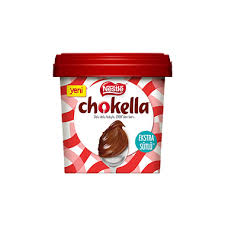 yeni
Nestlé
chokella
EKSTRA
SÜTLÜ